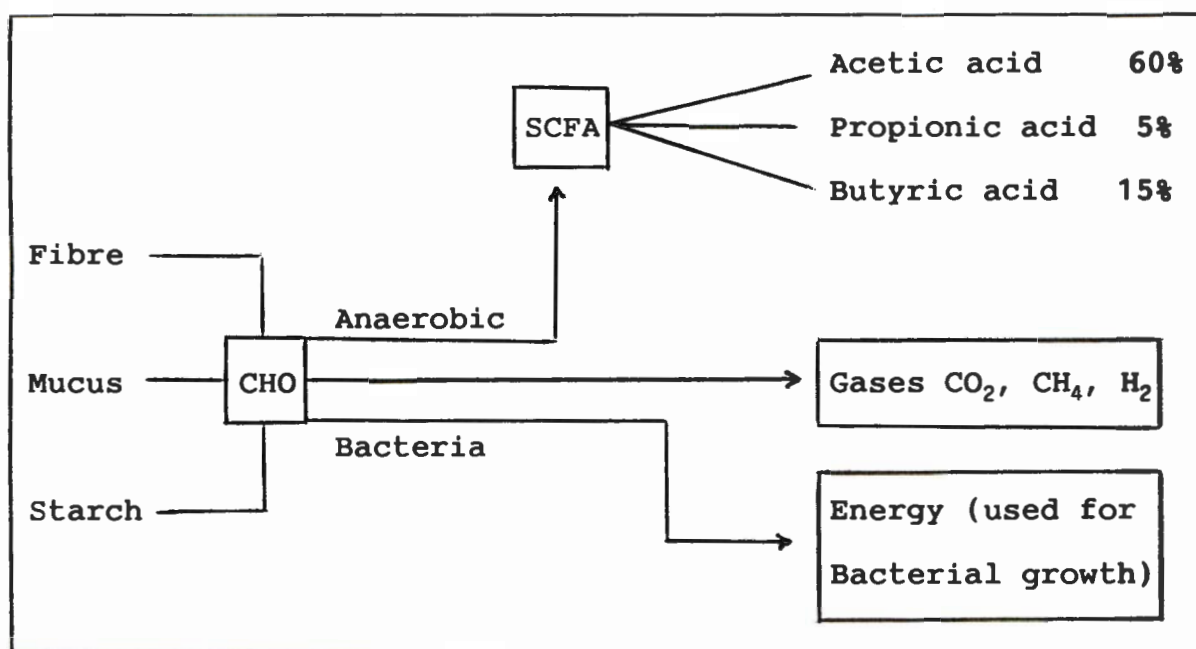 Acetic acid 60%
SCFA
Propionic acid 5%
Butyric acid 15%
Fibre
Anaerobic
Mucus
CHO
Gases CO₂, CH₄, H₂
Bacteria
Starch
Energy (used for
Bacterial growth)